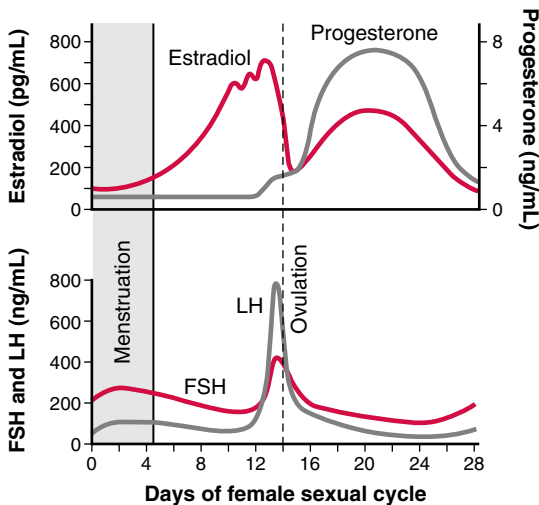 Estradiol (pg/mL)
800
600
400
200
0
Estradiol
Progesterone
8
4
0
Progesterone (ng/mL)
FSH and LH (ng/mL)
800
600
400
200
0
Menstruation
FSH
LH
Ovulation
0 4 8 12 16 20 24 28
Days of female sexual cycle